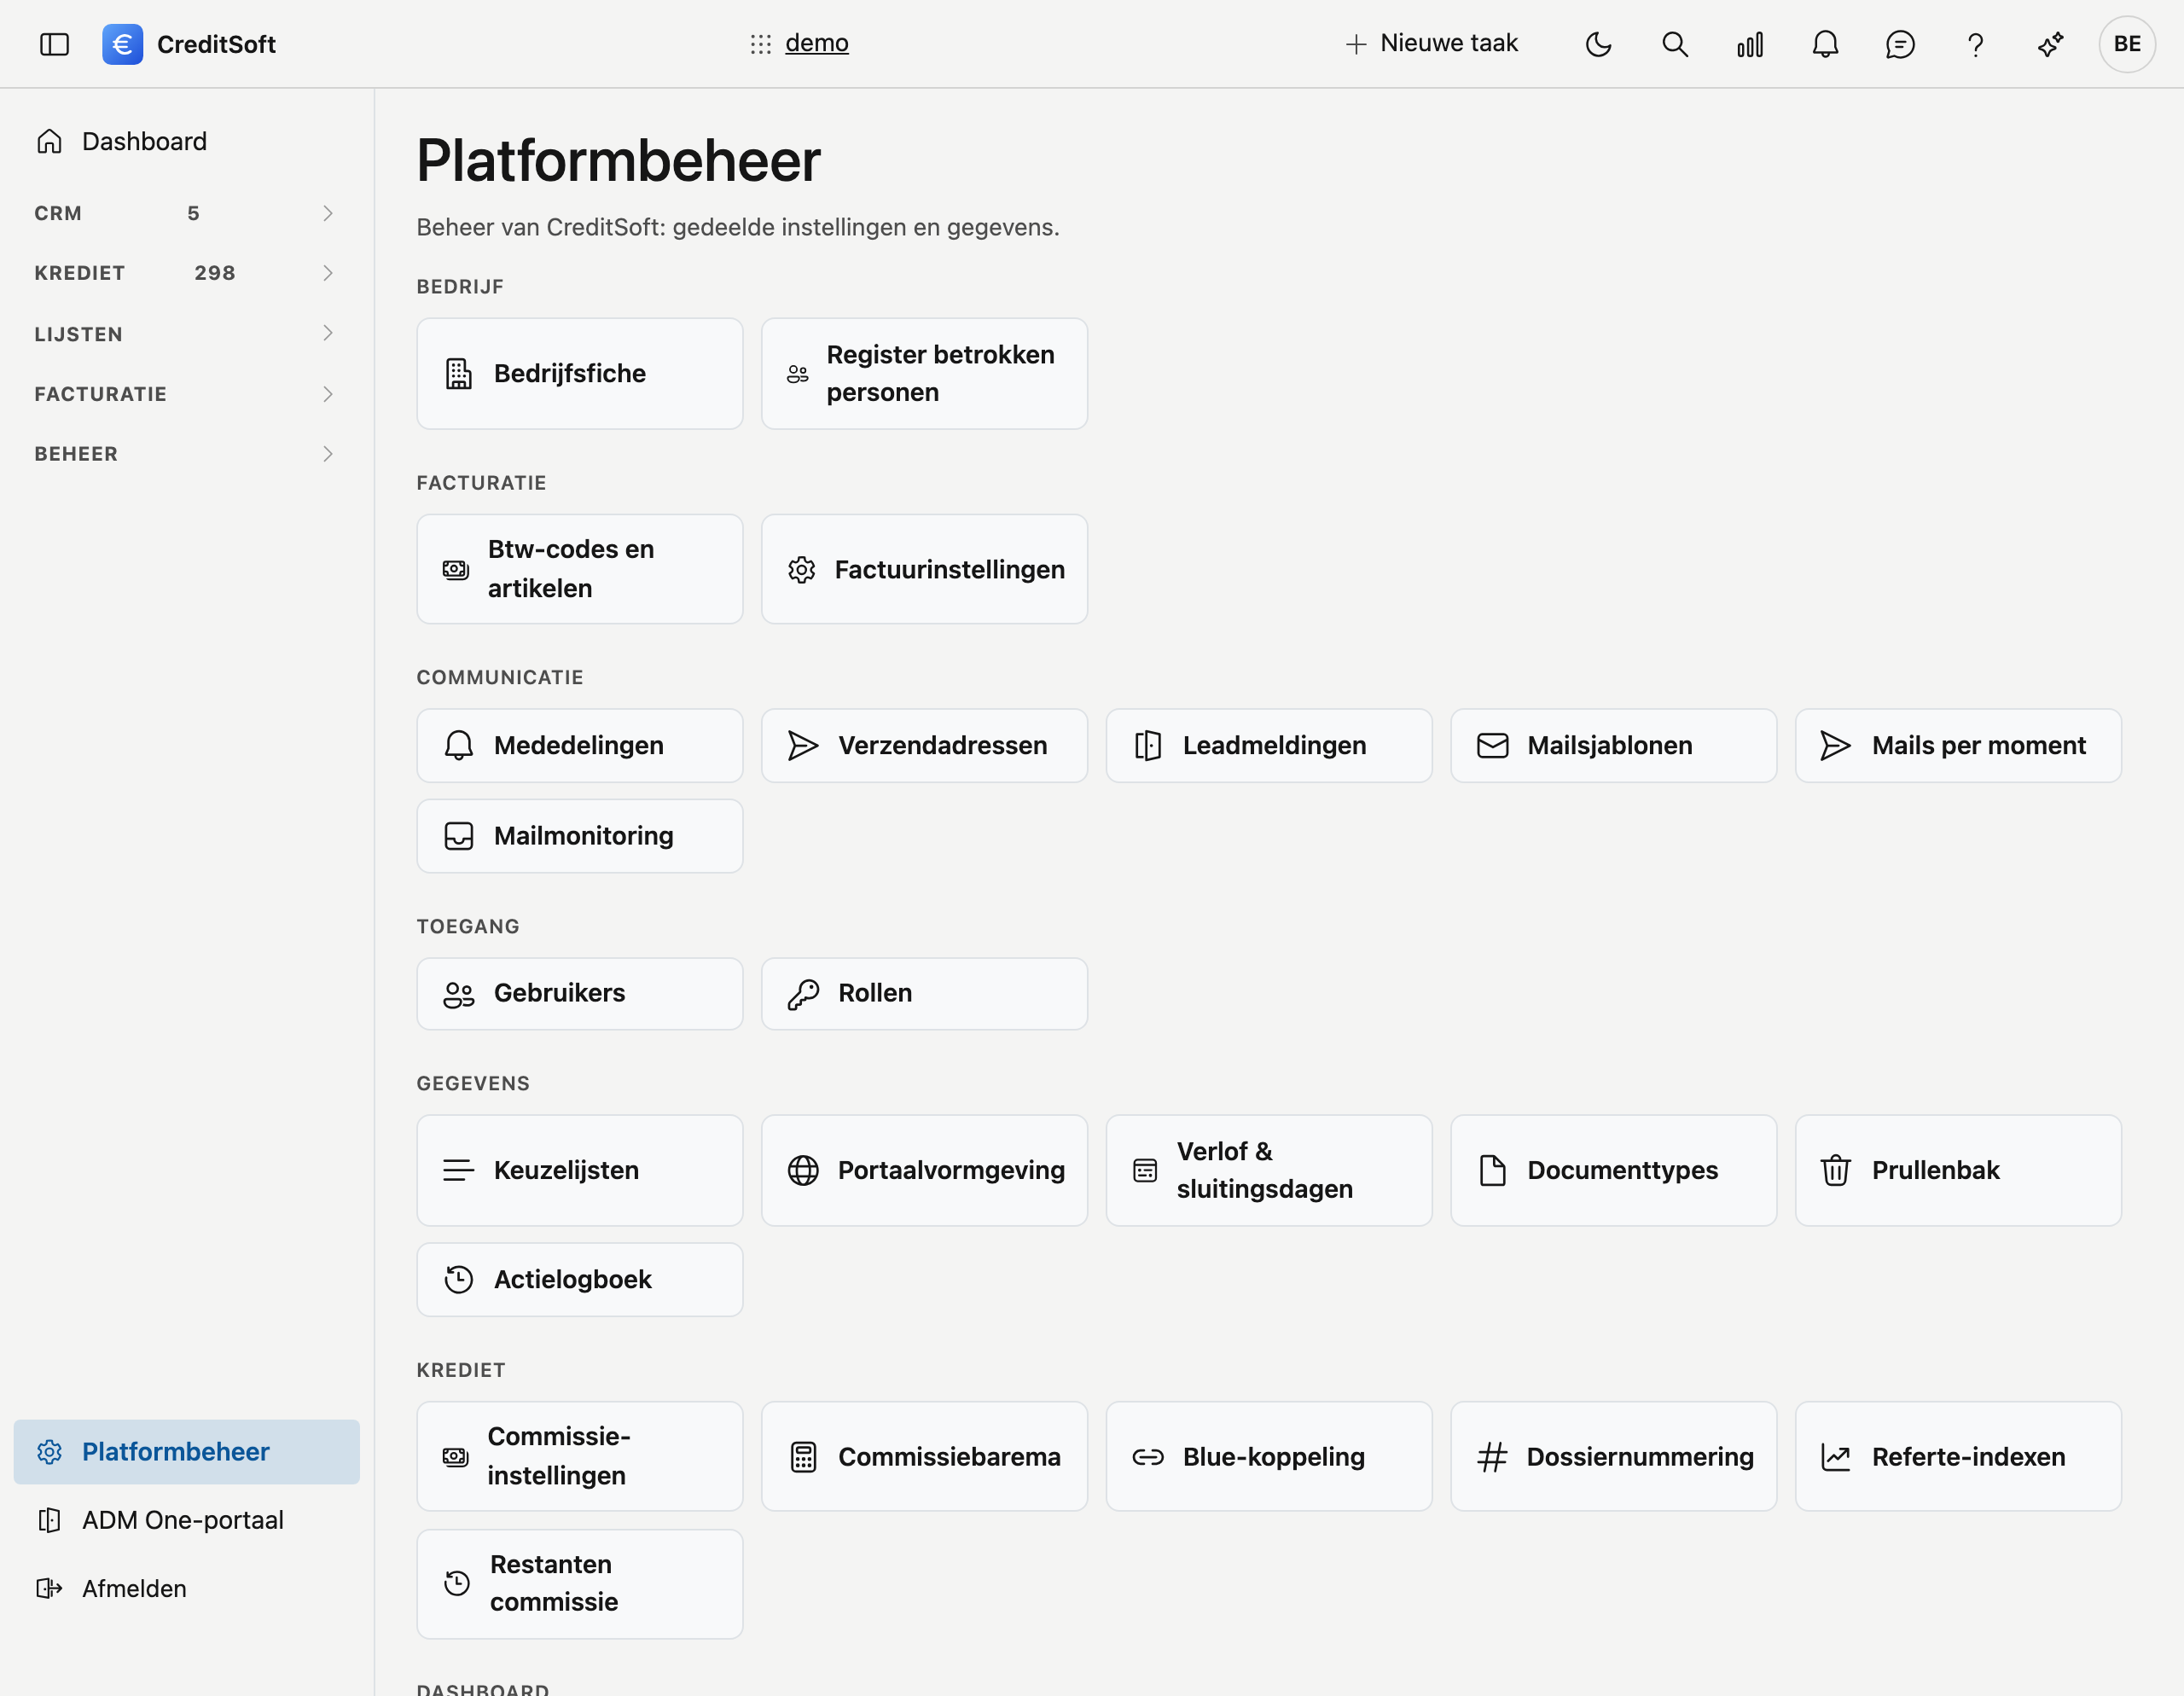 CreditSoft
demo
Nieuwe taak
BE
Dashboard
CRM 5
KREDIET 298
LIJSTEN
FACTURATIE
BEHEER
Platformbeheer
ADM One-portaal
Afmelden
Platformbeheer
Beheer van CreditSoft: gedeelde instellingen en gegevens.
BEDRIJF
Bedrijfsfiche
Register betrokken
personen
FACTURATIE
Btw-codes en
artikelen
Factuurinstellingen
COMMUNICATIE
Mededelingen
Verzendadressen
Leadmeldingen
Mailsjablonen
Mails per moment
Mailmonitoring
TOEGANG
Gebruikers
Rollen
GEGEVENS
Keuzelijsten
Portaalvormgeving
Verlof &
sluitingsdagen
Documenttypes
Prullenbak
Actielogboek
KREDIET
Commissie-
instellingen
Commissiebarema
Blue-koppeling
Dossiernummering
Referte-indexen
Restanten
commissie
DASHBOARD